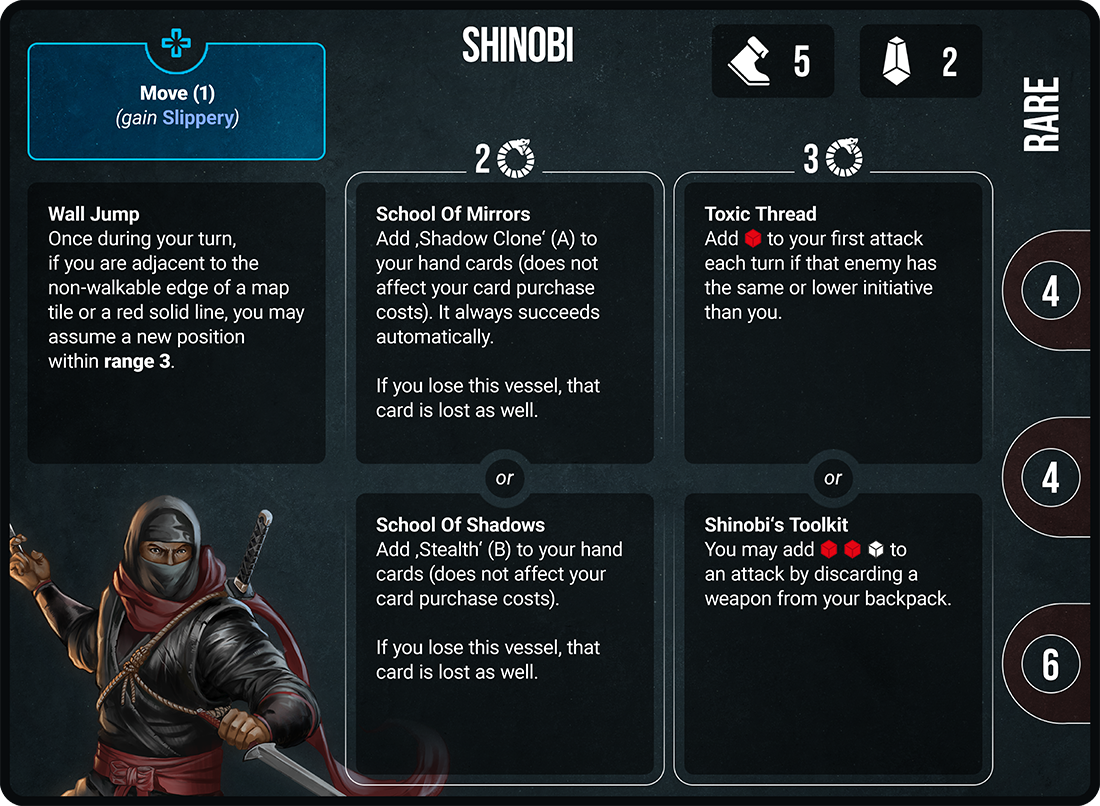 SHINOBI
5
2
RARE
Move (1)
(gain Slippery)
Wall Jump
Once during your turn,
if you are adjacent to the
non-walkable edge of a map
tile or a red solid line, you may
assume a new position
within range 3.
2
School Of Mirrors
Add ‚Shadow Clone‘ (A) to
your hand cards (does not
affect your card purchase
costs). It always succeeds
automatically.
If you lose this vessel, that
card is lost as well.
or
School Of Shadows
Add ‚Stealth‘ (B) to your hand
cards (does not affect your
card purchase costs).
If you lose this vessel, that
card is lost as well.
3
Toxic Thread
Add to your first attack
each turn if that enemy has
the same or lower initiative
than you.
or
Shinobi‘s Toolkit
You may add to
an attack by discarding a
weapon from your backpack.
4
4
6